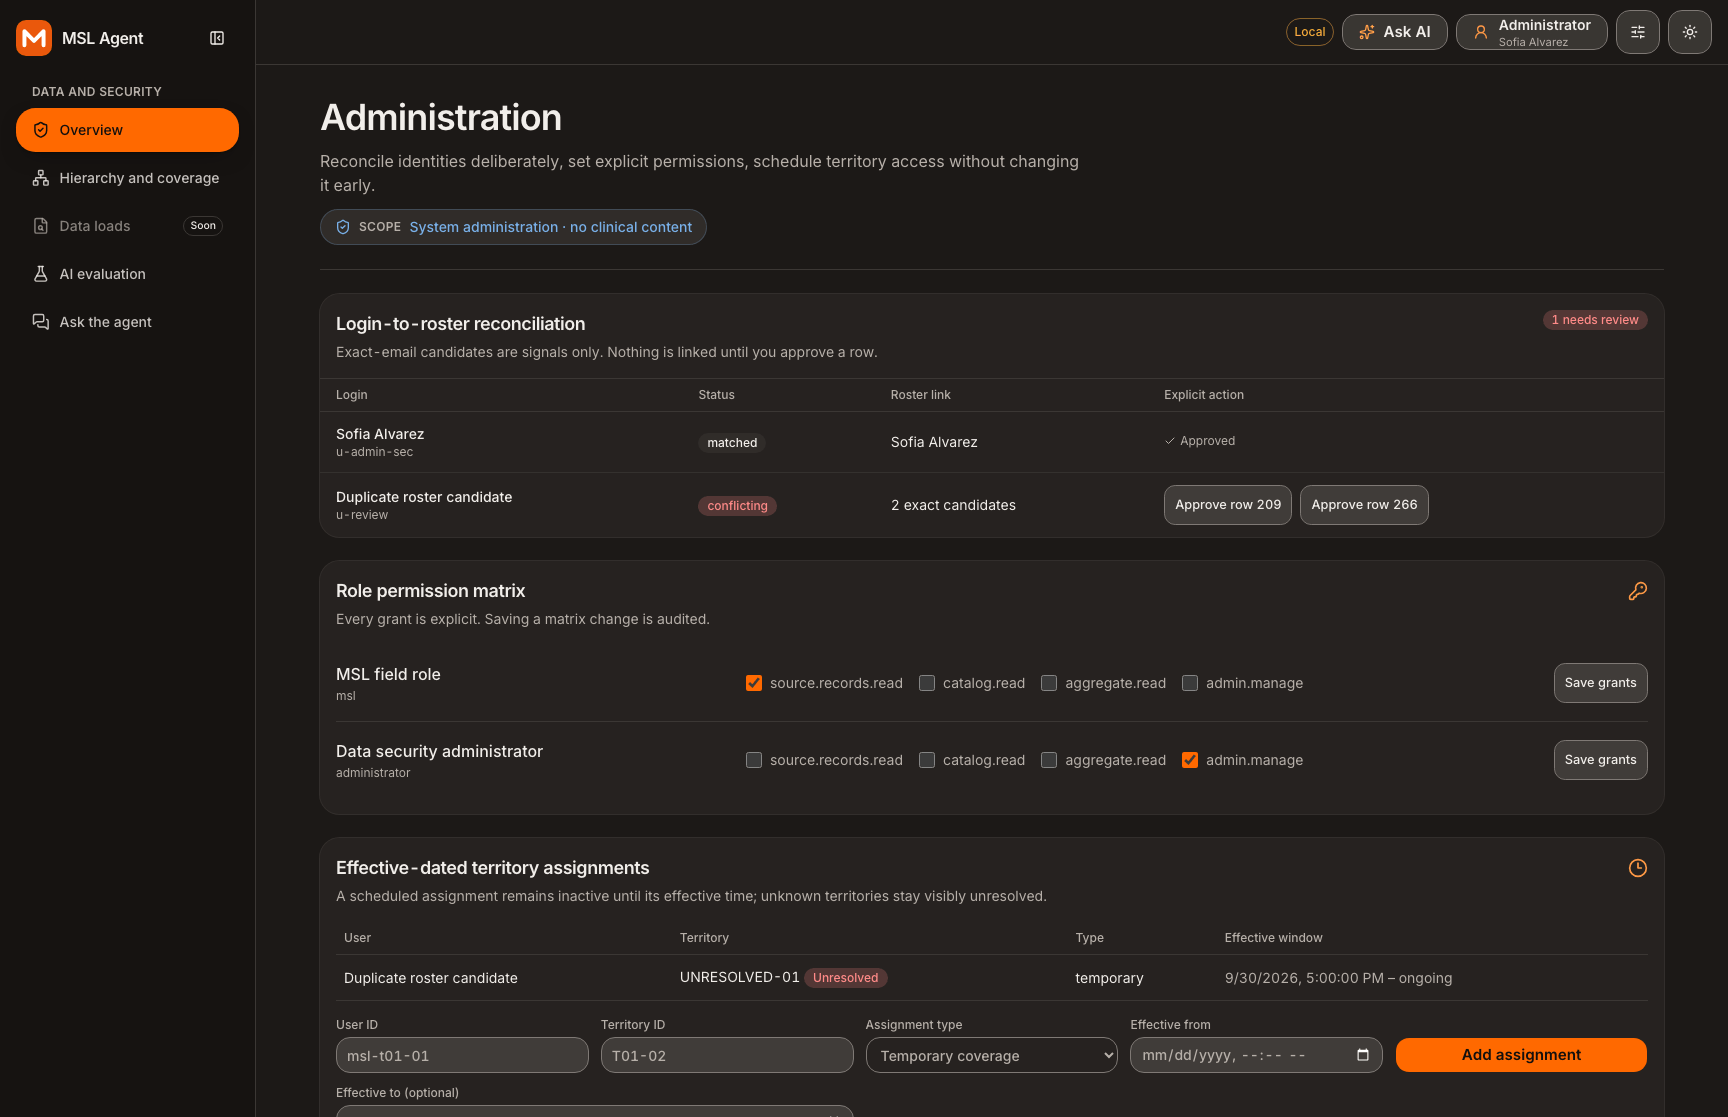 MSL Agent
DATA AND SECURITY
Overview
Hierarchy and coverage
Data loads
Soon
AI evaluation
Ask the agent
Local
Ask AI
Administrator
Sofia Alvarez
Administration
Reconcile identities deliberately, set explicit permissions, schedule territory access without changing
it early.
SCOPE System administration · no clinical content
Login-to-roster reconciliation
1 needs review
Exact-email candidates are signals only. Nothing is linked until you approve a row.
Login Status Roster link Explicit action
Sofia Alvarez
u-admin-sec
matched
Sofia Alvarez
Approved
Duplicate roster candidate
u-review
conflicting
2 exact candidates
Approve row 209
Approve row 266
Role permission matrix
Every grant is explicit. Saving a matrix change is audited.
MSL field role
msl
source.records.read catalog.read aggregate.read admin.manage
Save grants
Data security administrator
administrator
source.records.read catalog.read aggregate.read admin.manage
Save grants
Effective-dated territory assignments
A scheduled assignment remains inactive until its effective time; unknown territories stay visibly unresolved.
User Territory Type Effective window
Duplicate roster candidate UNRESOLVED-01 Unresolved temporary 9/30/2026, 5:00:00 PM – ongoing
User ID Territory ID Assignment type Effective from
msl-t01-01 T01-02 Temporary coverage mm/dd/yyyy, --:-- -- Add assignment
Effective to (optional)